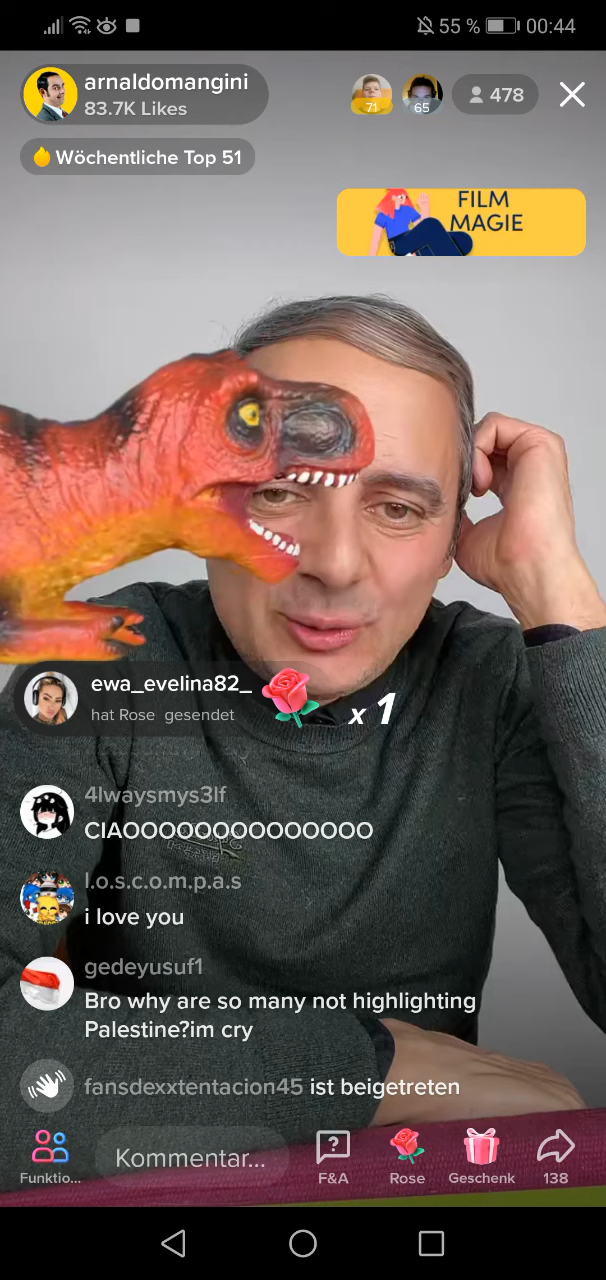 55 % 00:44
arnaldomangini
83.7K Likes
71
65
478
Wöchentliche Top 51
FILM
MAGIE
ewa_evelina82_
hat Rose gesendet
x 1
4lwaysmys3lf
CIAOOOOOOOOOOOOOO
l.o.s.c.o.m.p.a.s
i love you
gedeyusuf1
Bro why are so many not highlighting
Palestine?im cry
fansdexxtentacion45 ist beigetreten
Funktio...
Kommentar...
F&A
Rose
Geschenk
138